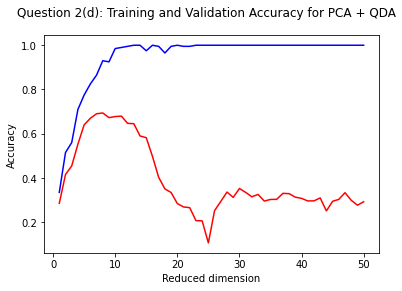 Question 2(d): Training and Validation Accuracy for PCA + QDA
1.0
0.8
0.6
0.4
0.2
Accuracy
0 10 20 30 40 50
Reduced dimension